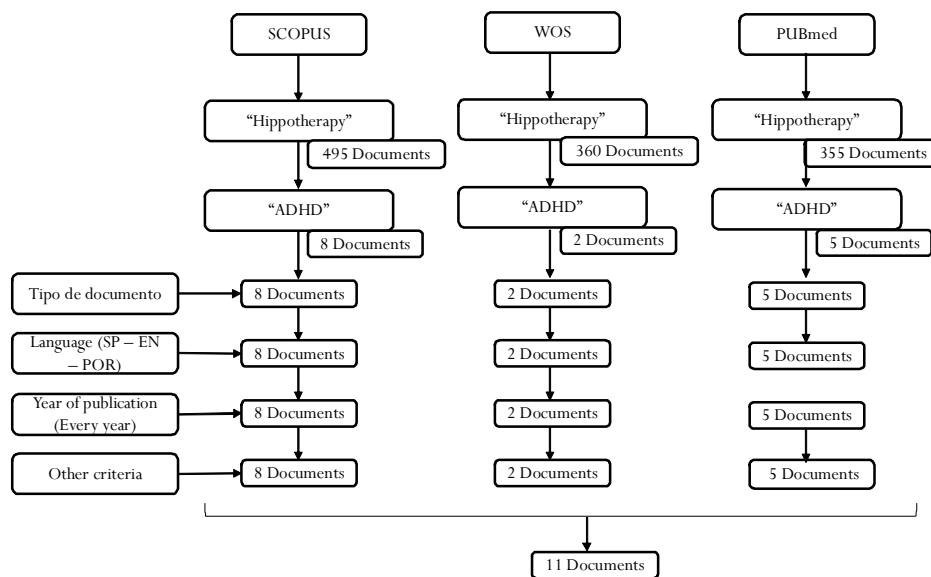 SCOPUS
WOS
PUBmed
“Hippotherapy”
“Hippotherapy”
“Hippotherapy”
495 Documents
360 Documents
355 Documents
“ADHD”
“ADHD”
“ADHD”
8 Documents
2 Documents
5 Documents
Tipo de documento
8 Documents
2 Documents
5 Documents
Language (SP – EN
– POR)
8 Documents
2 Documents
5 Documents
Year of publication
(Every year)
8 Documents
2 Documents
5 Documents
Other criteria
8 Documents
2 Documents
5 Documents
11 Documents